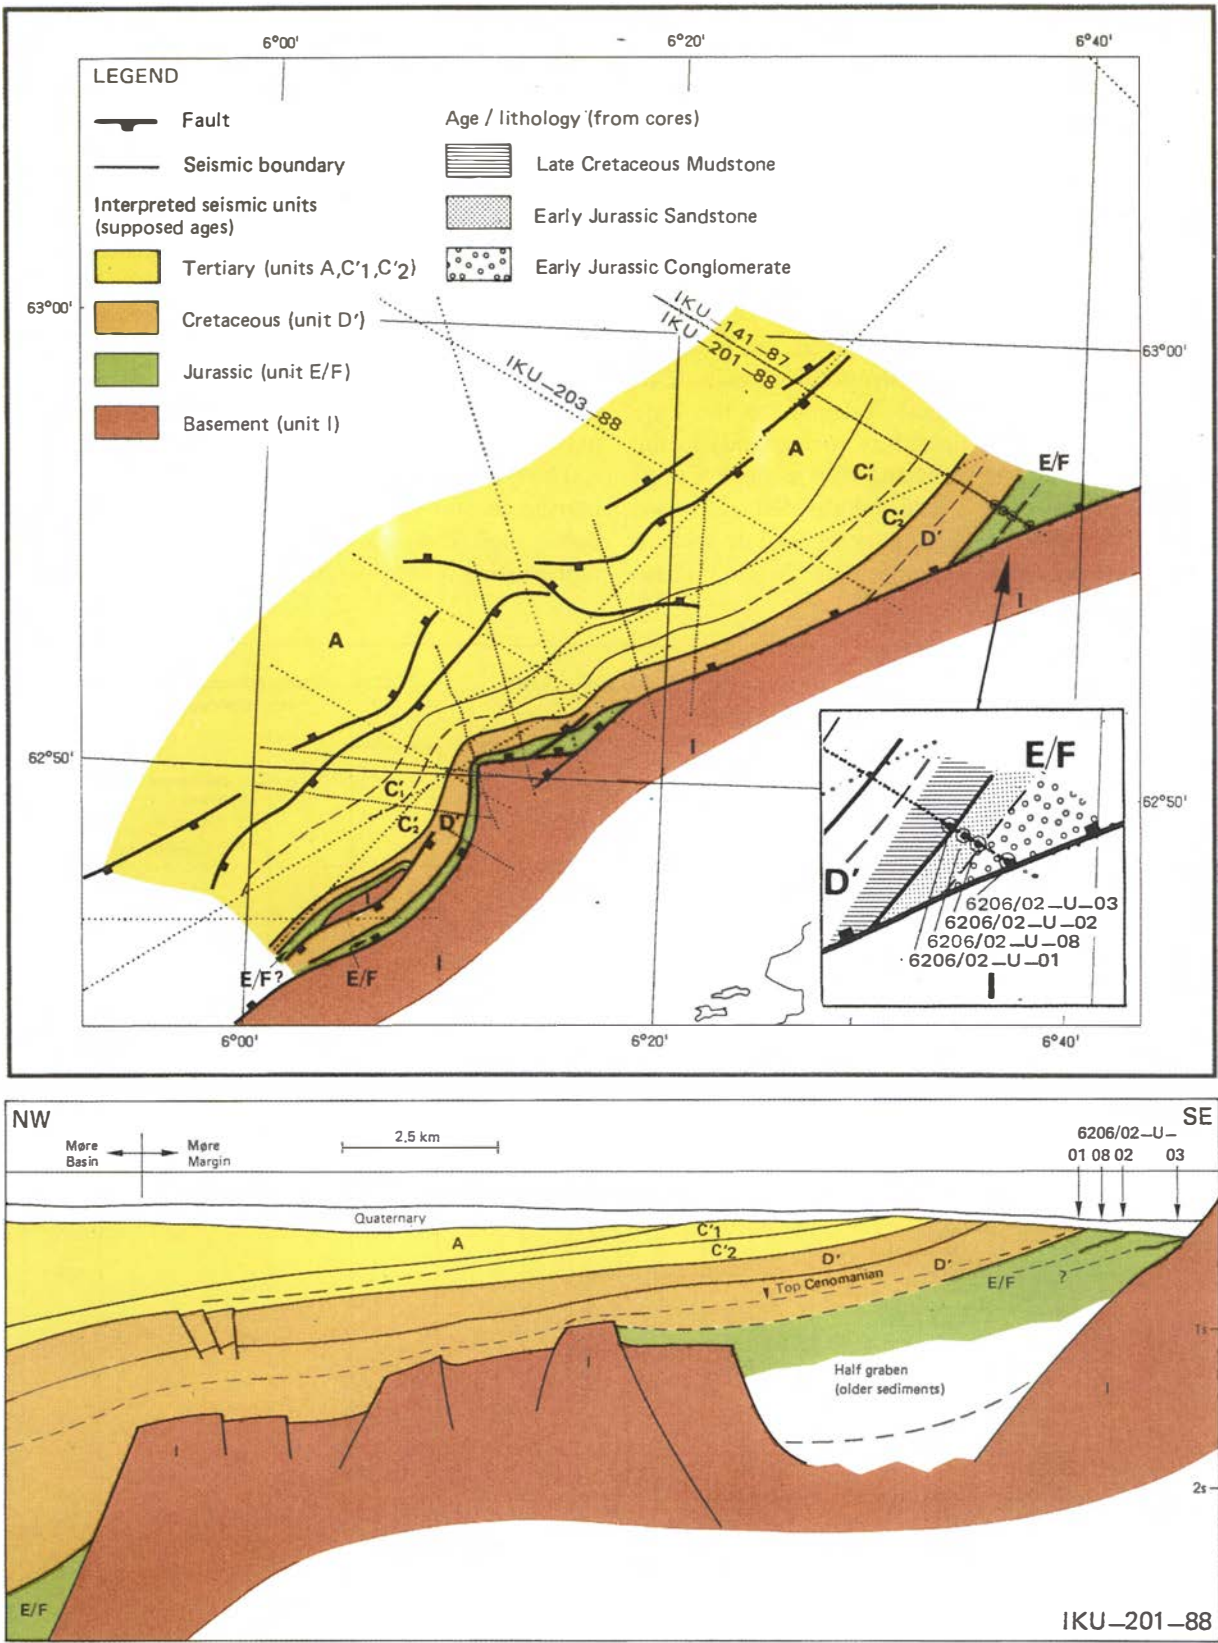 6°00'
6°20'
6°40'
LEGEND
Fault
Seismic boundary
Interpreted seismic units
(supposed ages)
Tertiary (units A,C'1,C'2)
Cretaceous (unit D')
Jurassic (unit E/F)
Basement (unit I)
Age / lithology (from cores)
Late Cretaceous Mudstone
Early Jurassic Sandstone
Early Jurassic Conglomerate
63°00'
63°00'
IKU—141—87
IKU—201—88
IKU—203—88
A
C'1
E/F
C'2
D'
I
A
I
62°50'
62°50'
C'1
C'2
D'
I
E/F?
E/F
I
E/F
D'
6206/02—U—03
6206/02—U—02
6206/02—U—08
6206/02—U—01
I
6°00'
6°20'
6°40'
NW
SE
Møre
Basin
Møre
Margin
2,5 km
6206/02—U—
01 08 02 03
Quaternary
A
C'1
C'2
D'
D'
Top Cenomanian
E/F
?
1s
I
Half graben
(older sediments)
I
I
2s
E/F
IKU—201—88